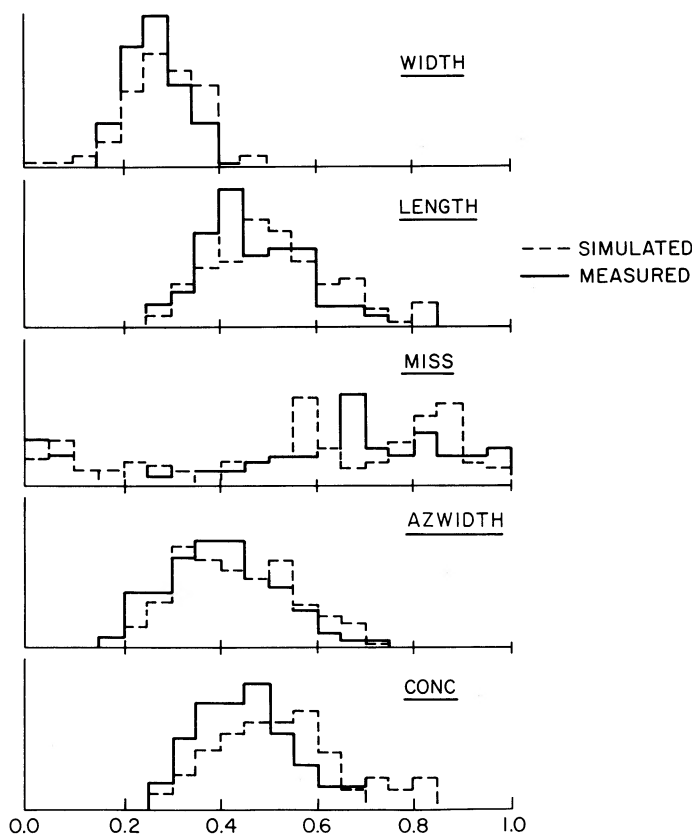 WIDTH
LENGTH
SIMULATED
MEASURED
MISS
AZWIDTH
CONC
0.0 0.2 0.4 0.6 0.8 1.0